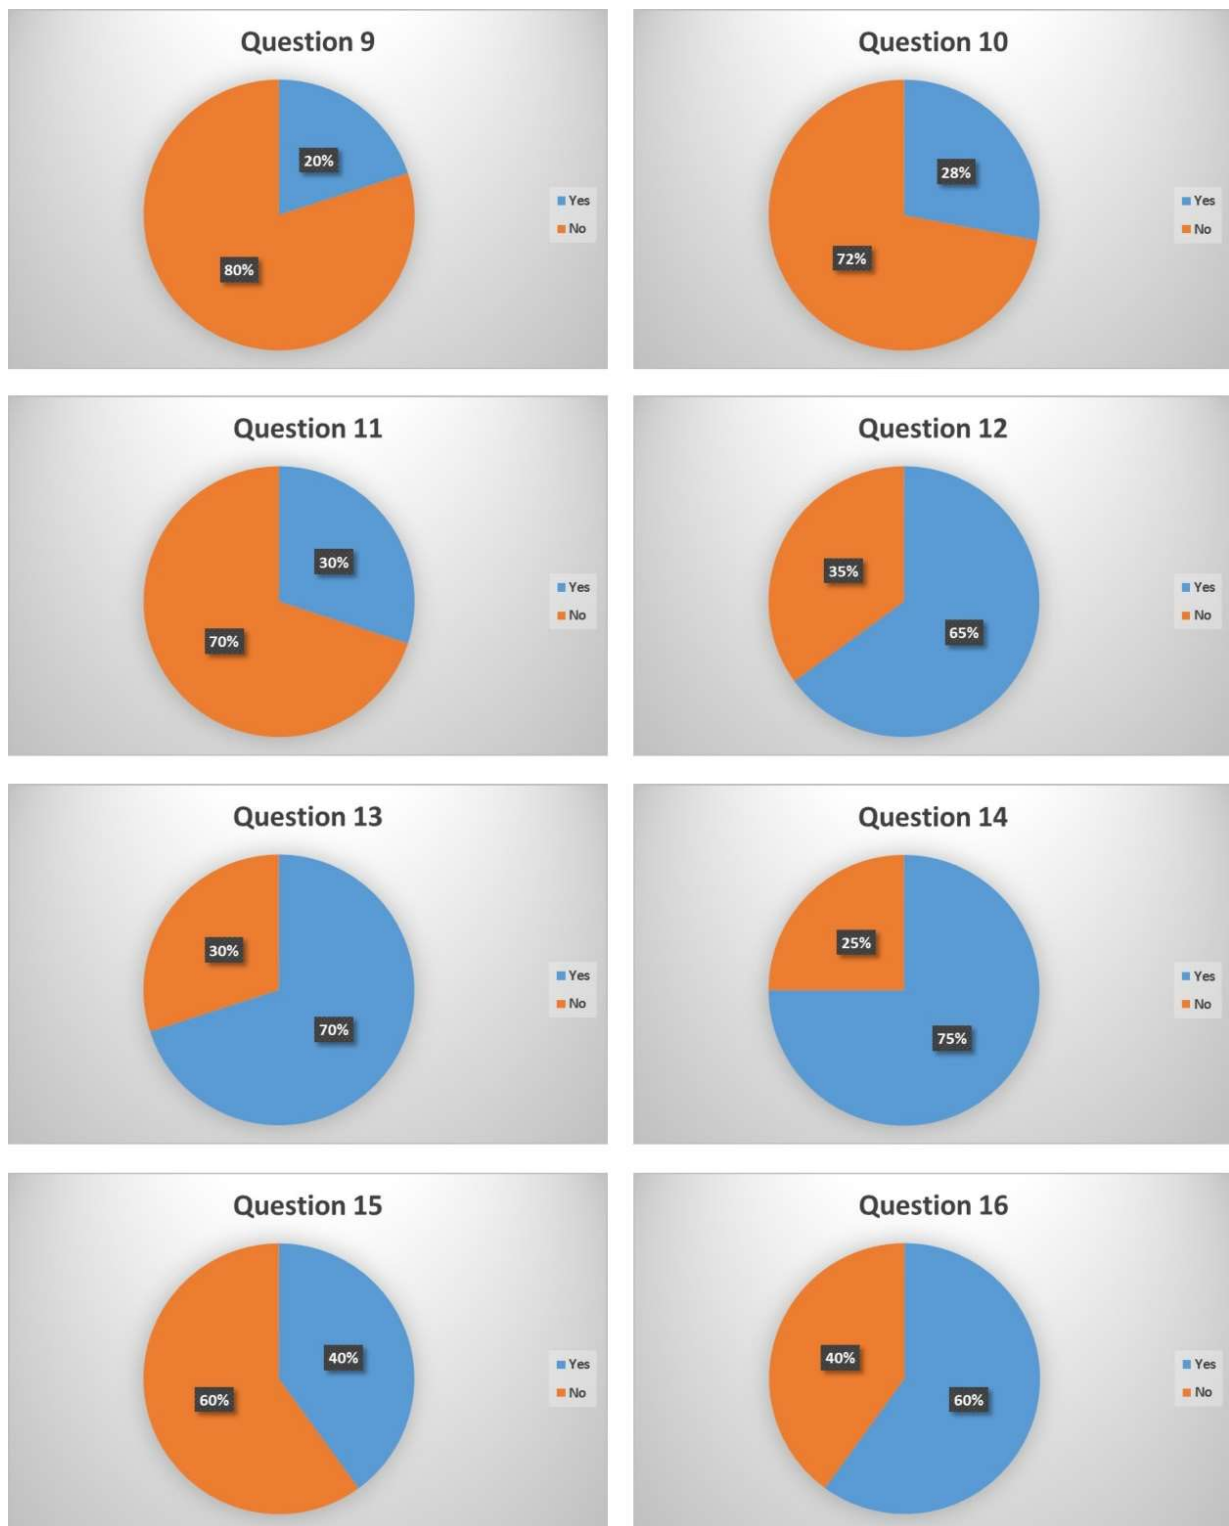 Question 9
20%
80%
Yes
No
Question 10
28%
72%
Yes
No
Question 11
30%
70%
Yes
No
Question 12
35%
65%
Yes
No
Question 13
30%
70%
Yes
No
Question 14
25%
75%
Yes
No
Question 15
40%
60%
Yes
No
Question 16
40%
60%
Yes
No